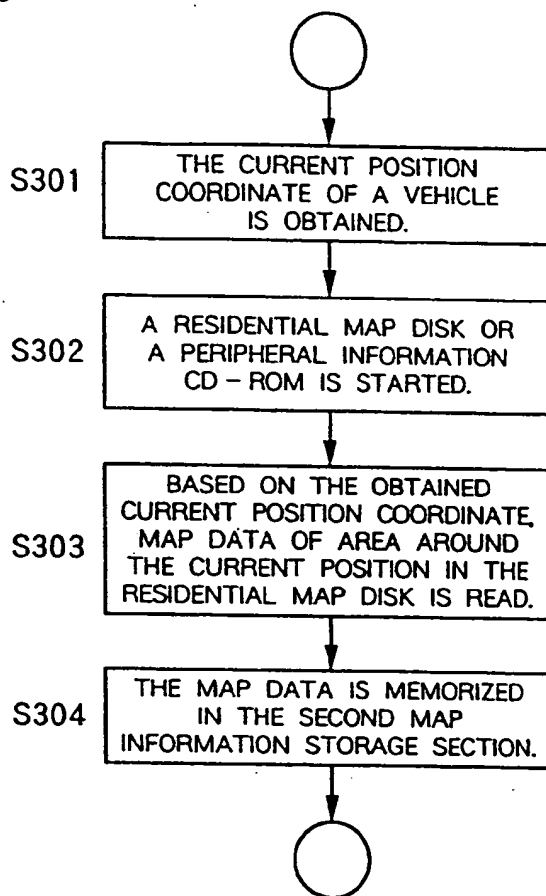 S301
THE CURRENT POSITION
COORDINATE OF A VEHICLE
IS OBTAINED.
S302
A RESIDENTIAL MAP DISK OR
A PERIPHERAL INFORMATION
CD-ROM IS STARTED.
S303
BASED ON THE OBTAINED
CURRENT POSITION COORDINATE,
MAP DATA OF AREA AROUND
THE CURRENT POSITION IN THE
RESIDENTIAL MAP DISK IS READ.
S304
THE MAP DATA IS MEMORIZED
IN THE SECOND MAP
INFORMATION STORAGE SECTION.